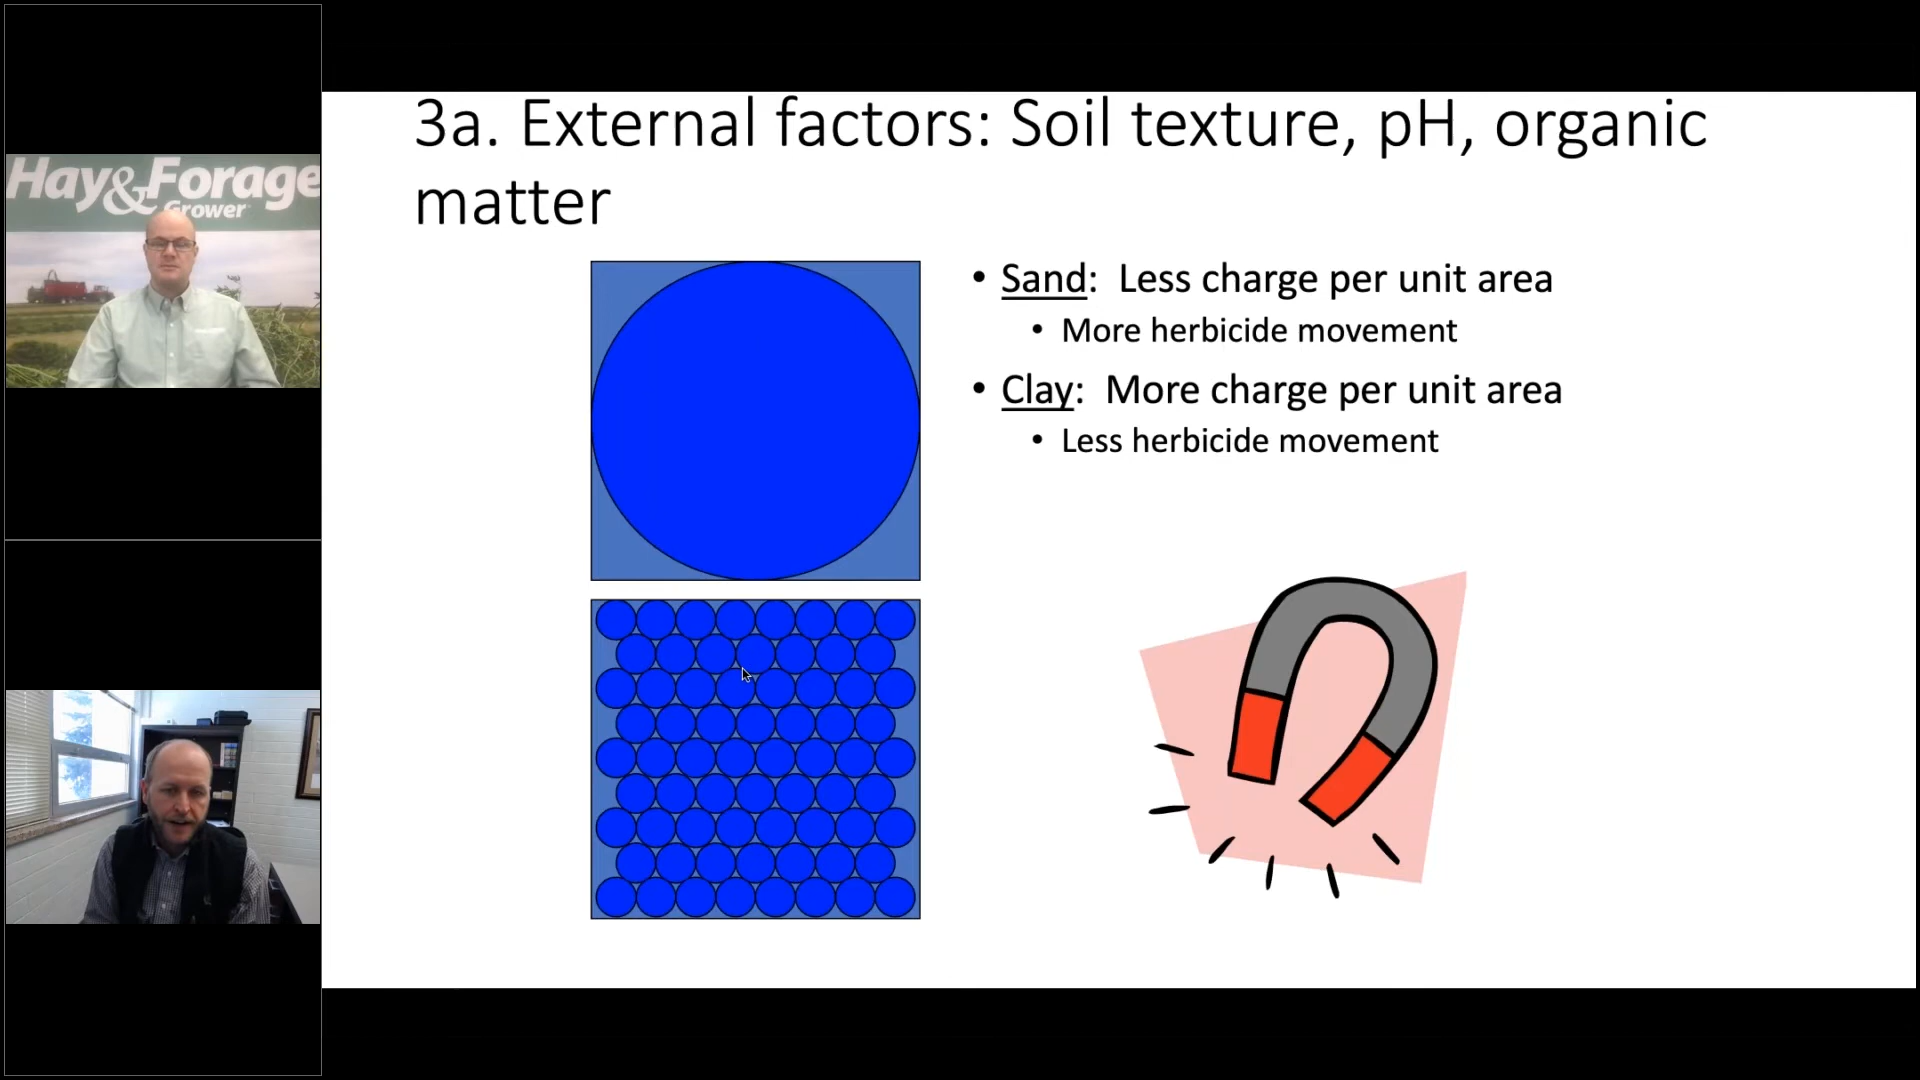 Hay&Forage
Grower
3a. External factors: Soil texture, pH, organic
matter
• Sand: Less charge per unit area
• More herbicide movement
• Clay: More charge per unit area
• Less herbicide movement